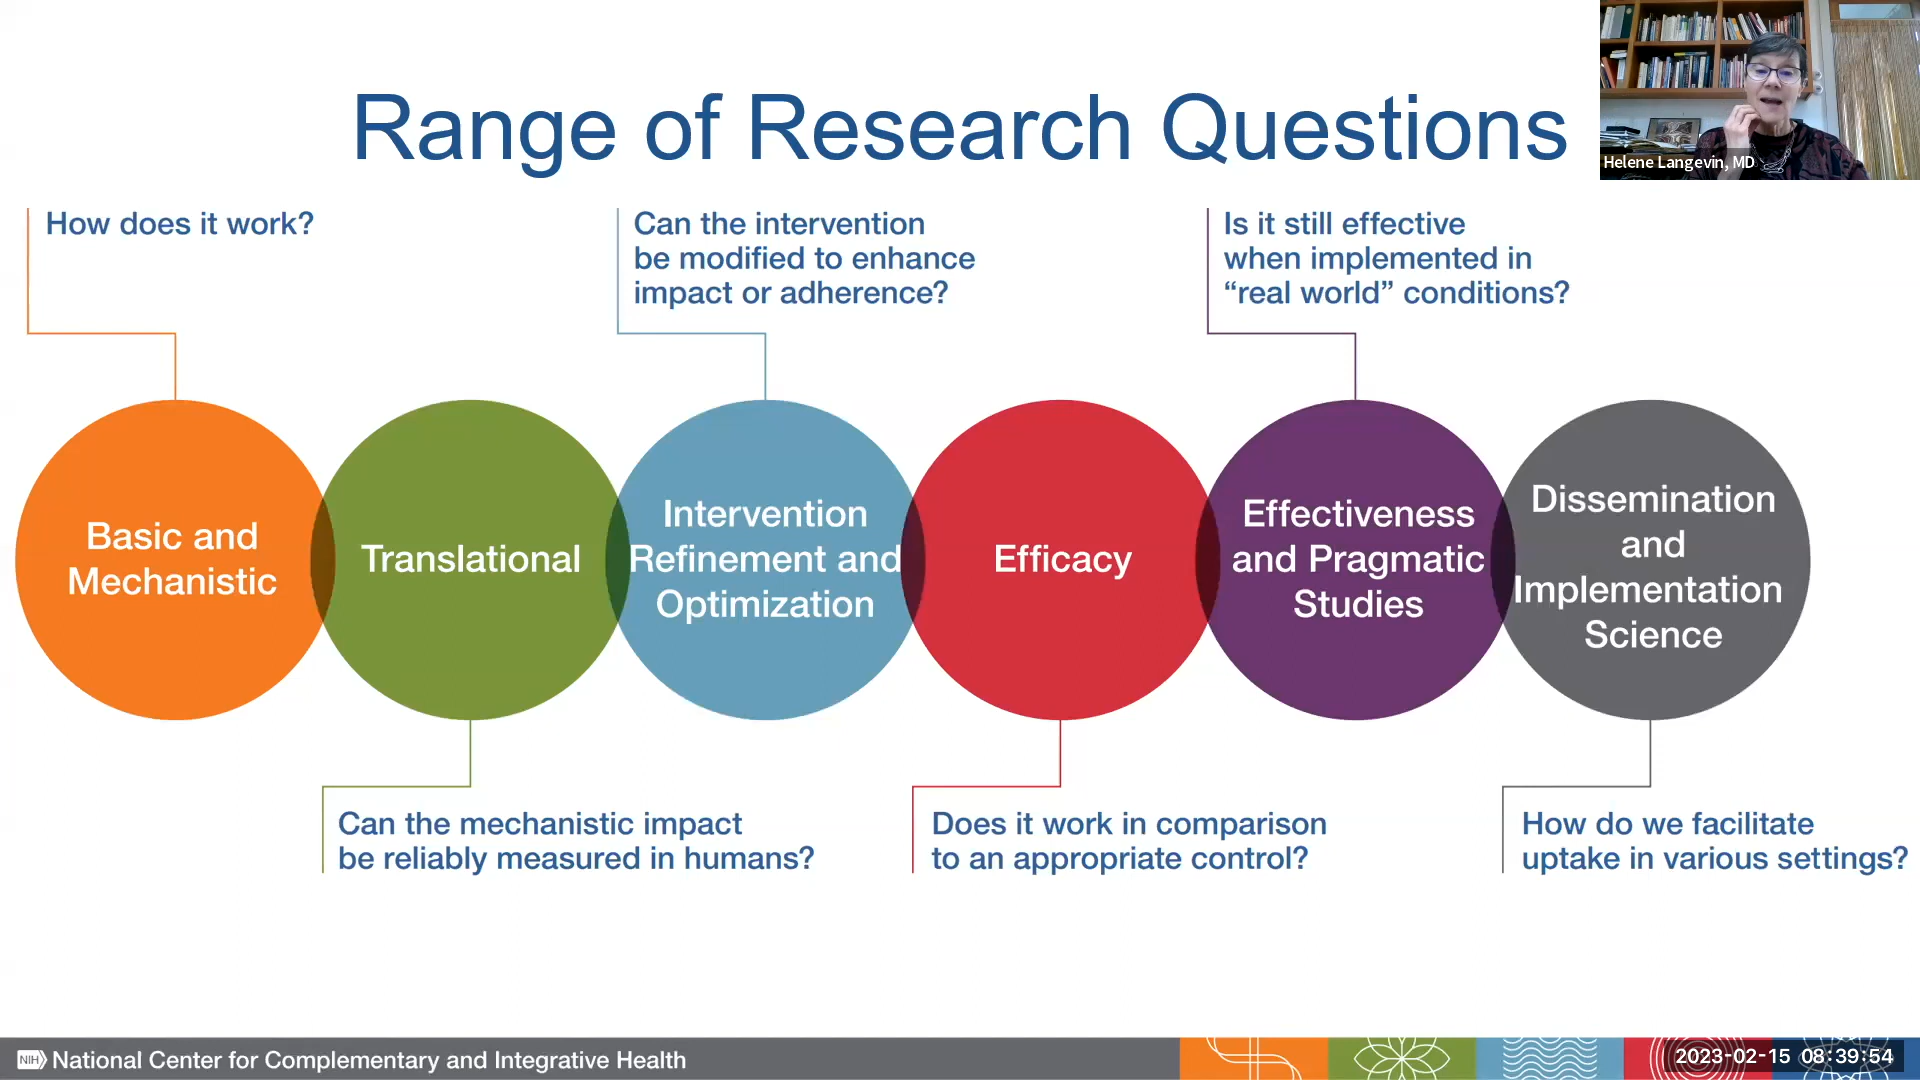 Range of Research Questions
Helene Langevin, MD
How does it work?
Can the intervention
be modified to enhance
impact or adherence?
Is it still effective
when implemented in
“real world” conditions?
Basic and
Mechanistic
Translational
Intervention
Refinement and
Optimization
Efficacy
Effectiveness
and Pragmatic
Studies
Dissemination
and
Implementation
Science
Can the mechanistic impact
be reliably measured in humans?
Does it work in comparison
to an appropriate control?
How do we facilitate
uptake in various settings?
NIH National Center for Complementary and Integrative Health
2023-02-15 08:39:54